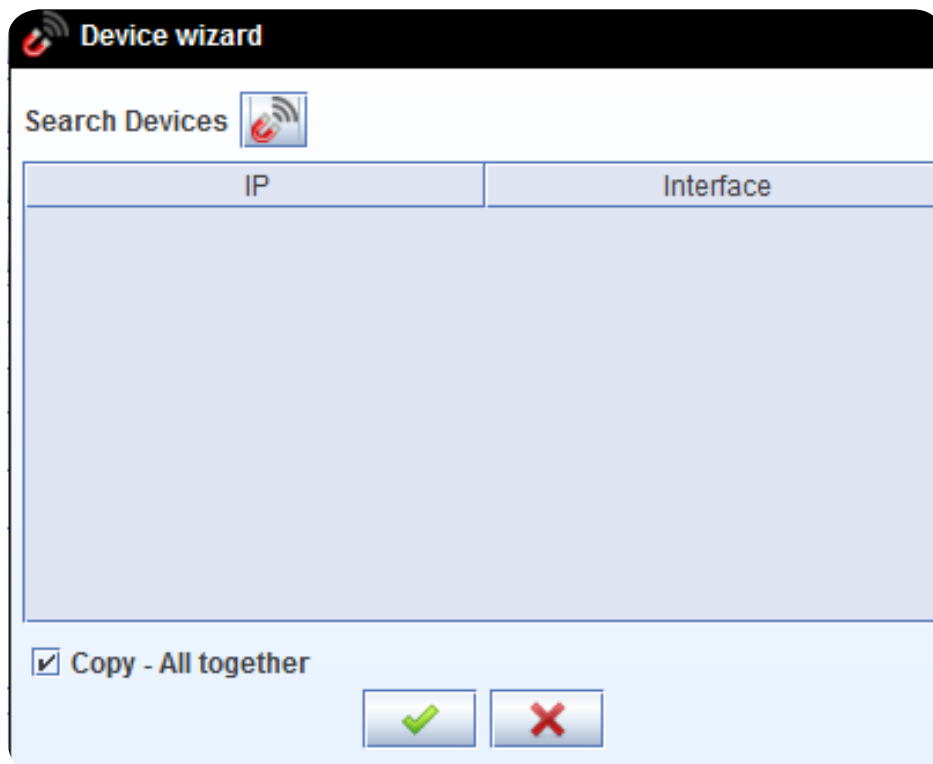 Device wizard
Search Devices
IP Interface
Copy - All together